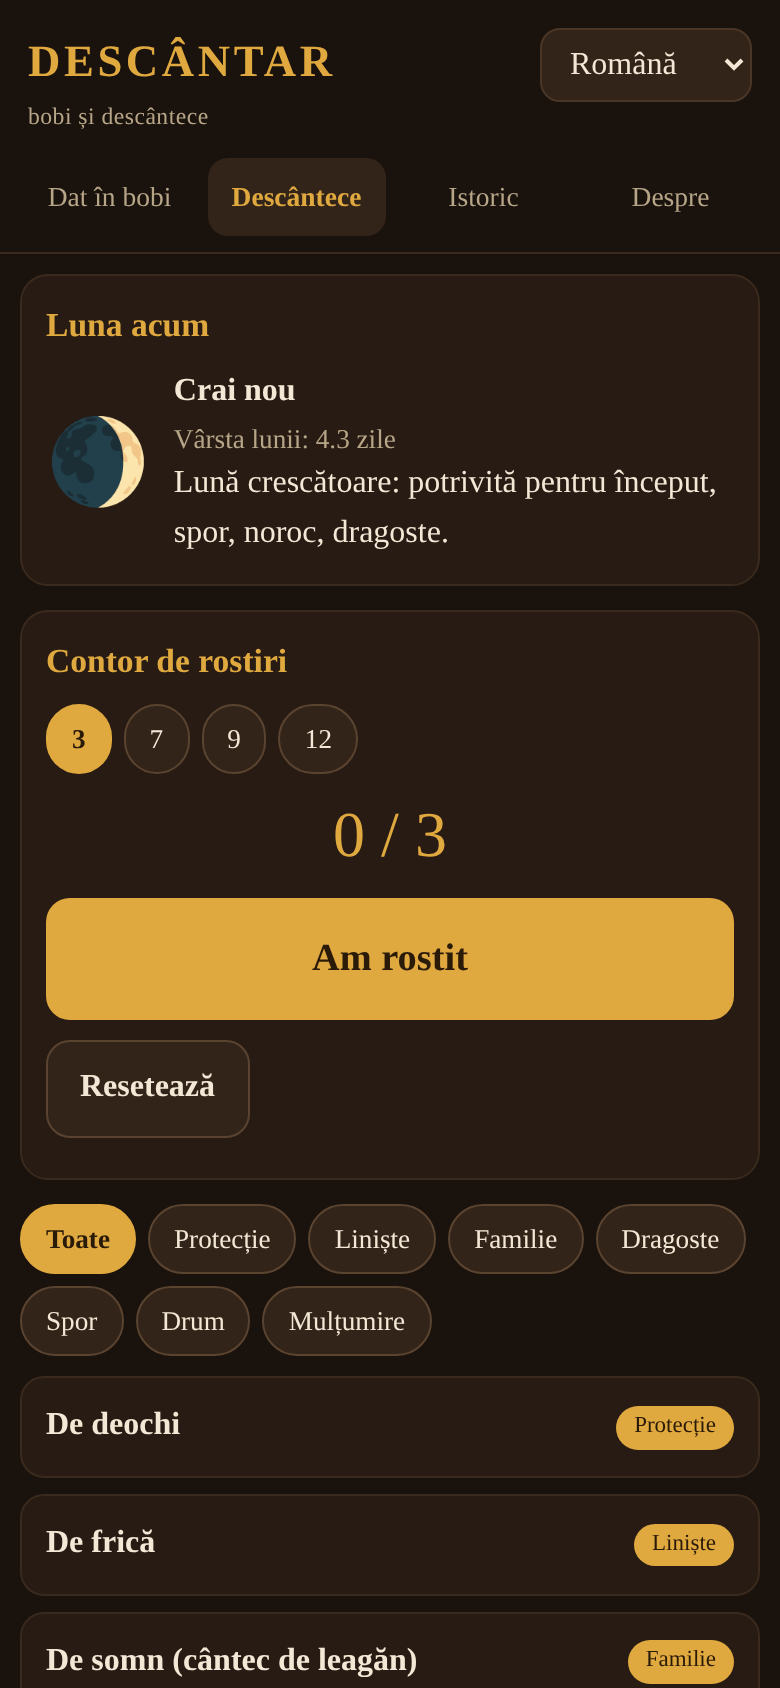 DESCÂNTAR
Română
bobi și descântece
Dat în bobi
Descântece
Istoric
Despre
Luna acum
Crai nou
Vârsta lunii: 4.3 zile
Lună crescătoare: potrivită pentru început,
spor, noroc, dragoste.
Contor de rostiri
3
7
9
12
0 / 3
Am rostit
Resetează
Toate
Protecție
Liniște
Familie
Dragoste
Spor
Drum
Mulțumire
De deochi
Protecție
De frică
Liniște
De somn (cântec de leagăn)
Familie